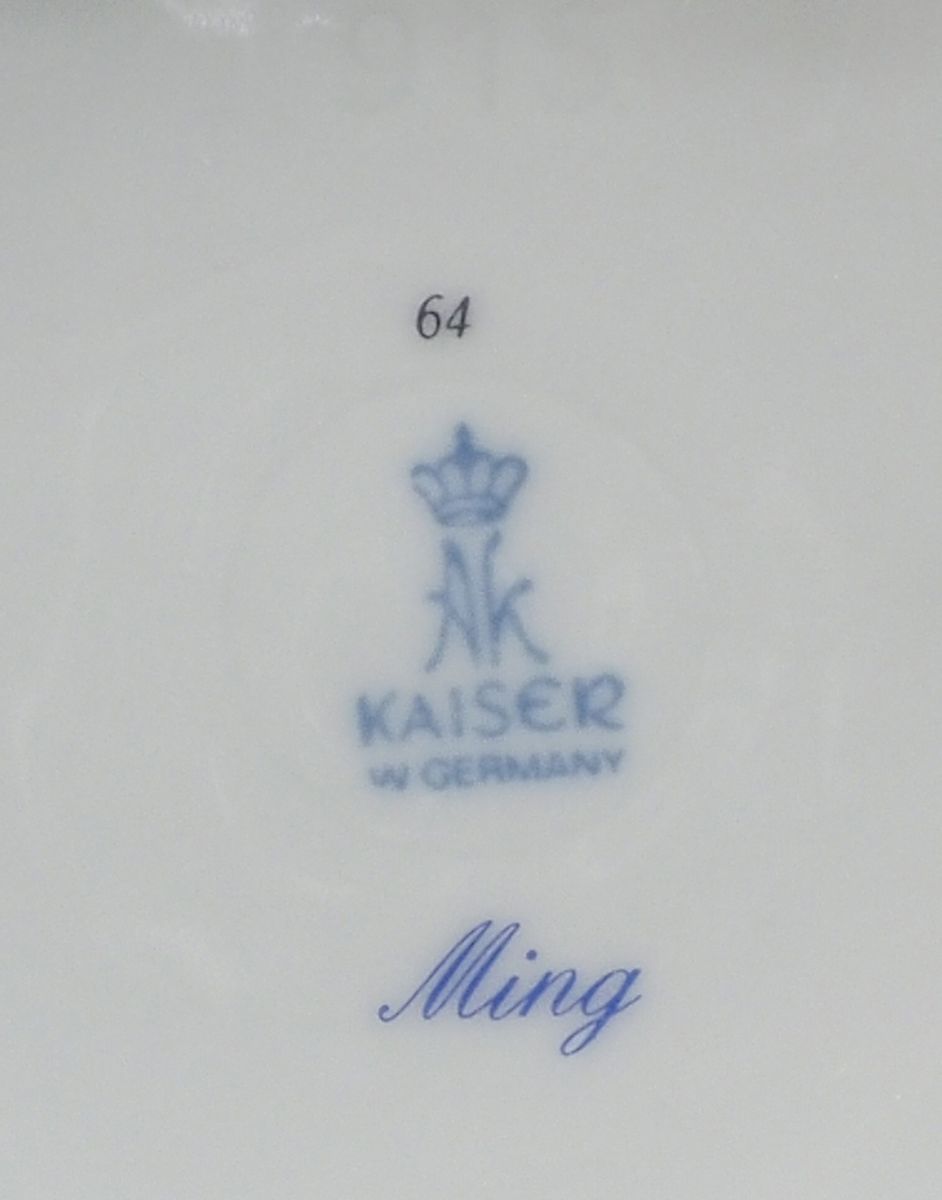 64
AK
KAISER
W GERMANY
Ming